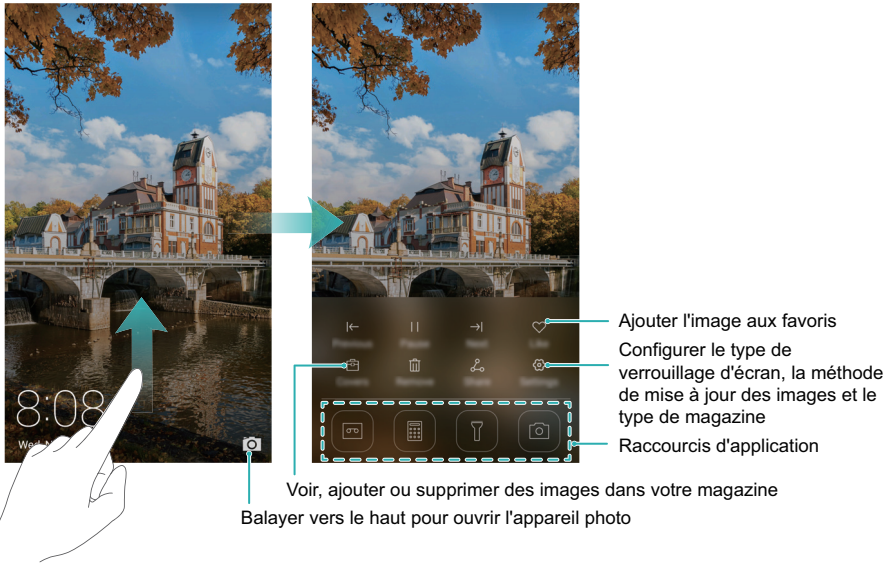 8:08
Wed, N
Previous
Pause
Next
Like
Covers
Remove
Share
Settings
Ajouter l'image aux favoris
Configurer le type de
verrouillage d'écran, la méthode
de mise à jour des images et le
type de magazine
Raccourcis d'application
Voir, ajouter ou supprimer des images dans votre magazine
Balayer vers le haut pour ouvrir l'appareil photo